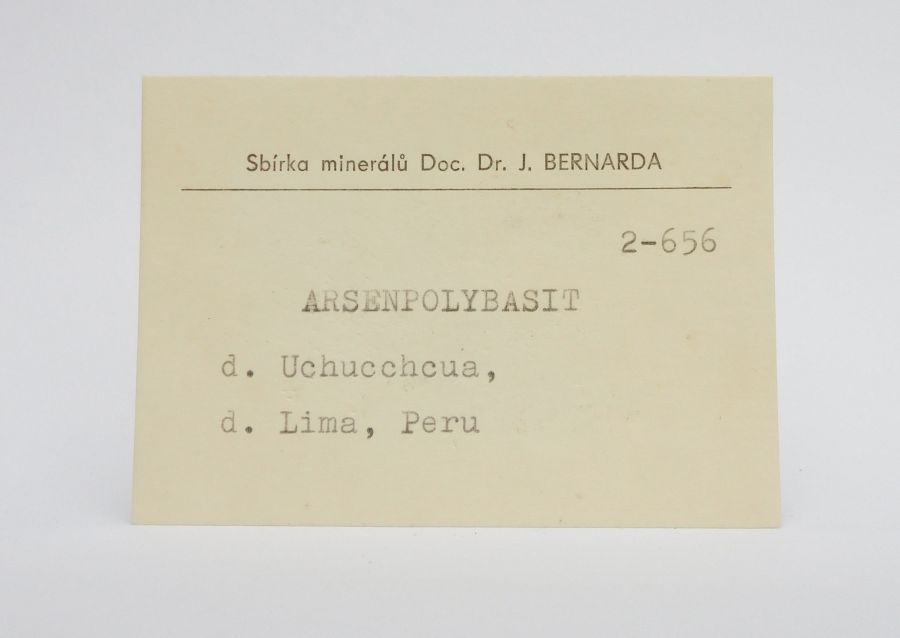 Sbírka minerálů Doc. Dr. J. BERNARDA
2-656
ARSENPOLYBASIT
d. Uchucchcua,
d. Lima, Peru